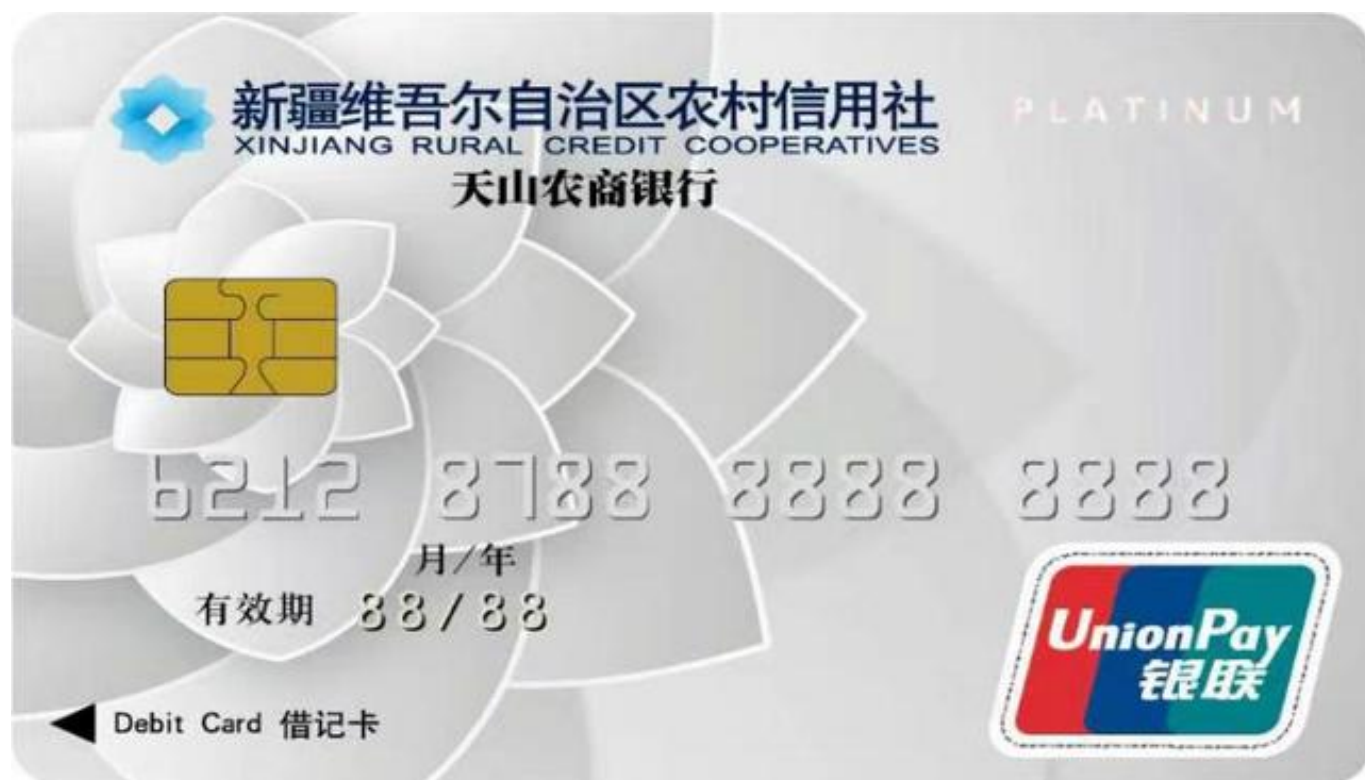 新疆维吾尔自治区农村信用社
PLATINUM
XINJIANG RURAL CREDIT COOPERATIVES
天山农商银行
6212 8788 8888 8888
月/年
有效期 88/88
Debit Card 借记卡
UnionPay
银联